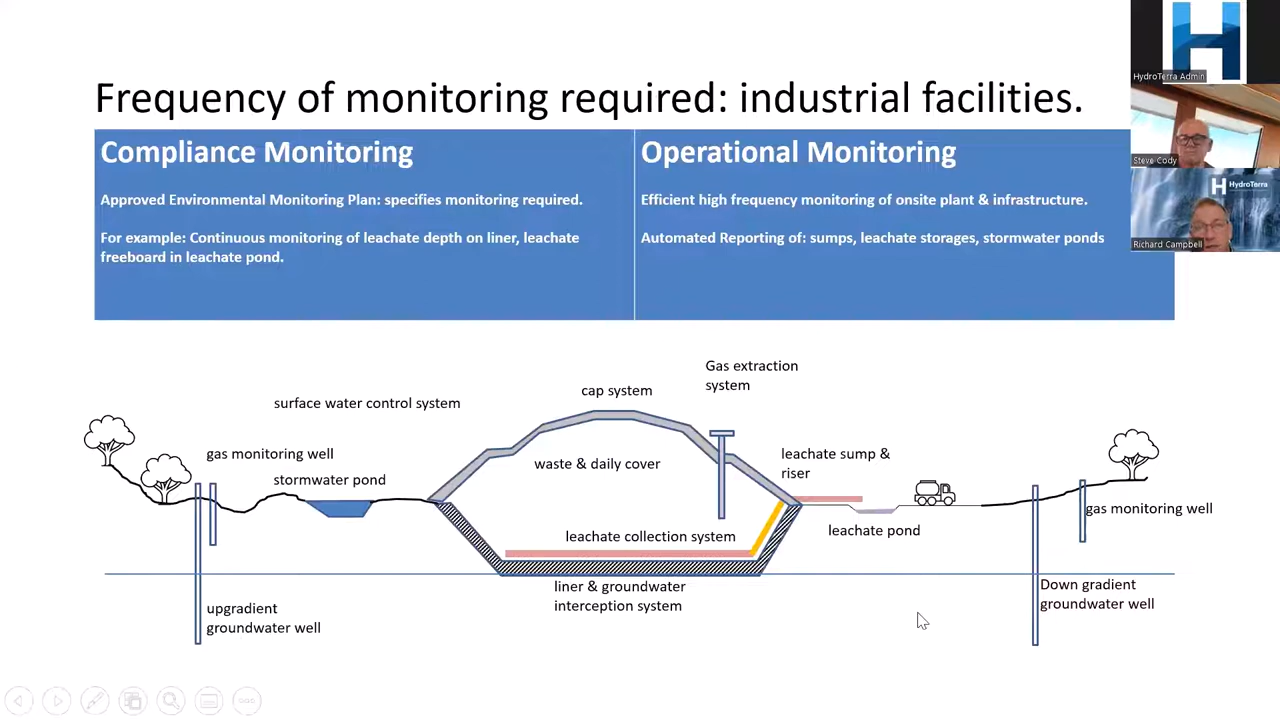 Frequency of monitoring required: industrial facilities.
HydroTerra Admin
Steve Cody
HydroTerra
Richard Campbell
Compliance Monitoring
Approved Environmental Monitoring Plan: specifies monitoring required.
For example: Continuous monitoring of leachate depth on liner, leachate
freeboard in leachate pond.
Operational Monitoring
Efficient high frequency monitoring of onsite plant & infrastructure.
Automated Reporting of: sumps, leachate storages, stormwater ponds
Gas extraction
system
cap system
surface water control system
gas monitoring well
stormwater pond
waste & daily cover
leachate sump &
riser
leachate collection system
leachate pond
gas monitoring well
liner & groundwater
interception system
upgradient
groundwater well
Down gradient
groundwater well